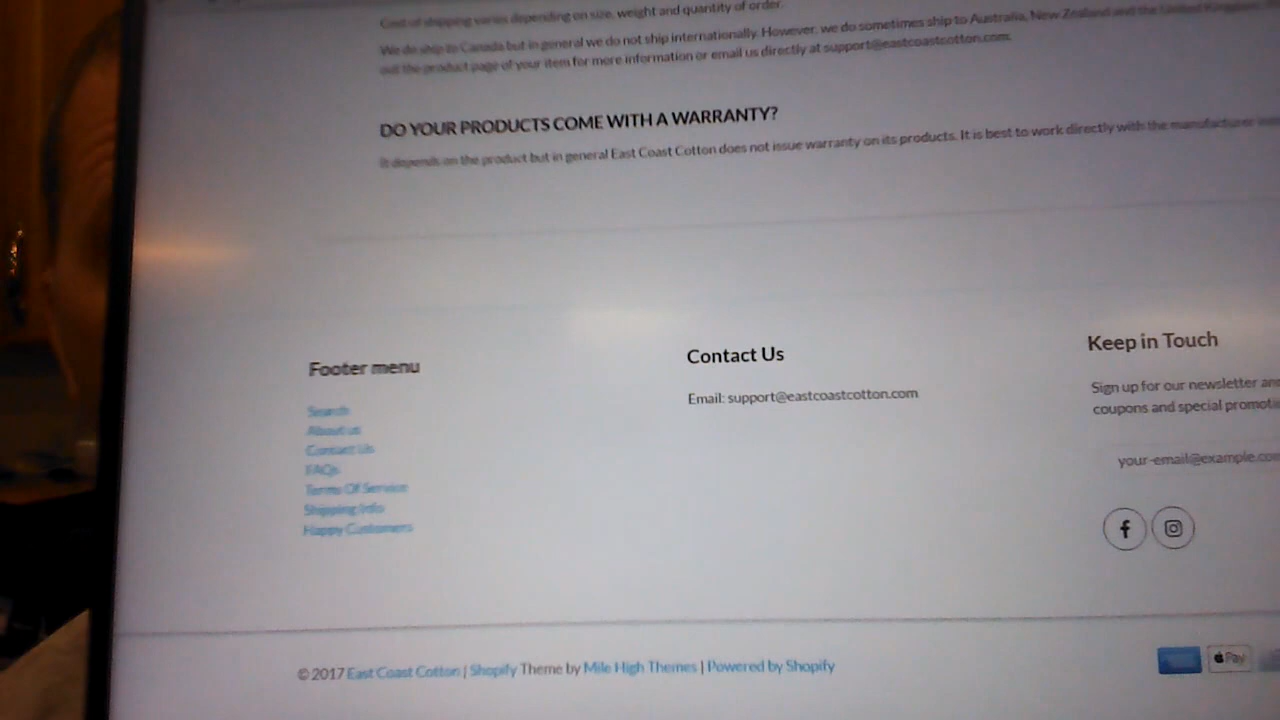 Cost of shipping varies depending on size, weight and quantity of order.
We do ship to Canada but in general we do not ship internationally. However, we do sometimes ship to Australia, New Zealand and the United Kingdom.
out the product page of your item for more information or email us directly at support@eastcoastcotton.com.
DO YOUR PRODUCTS COME WITH A WARRANTY?
It depends on the product but in general East Coast Cotton does not issue warranty on its products. It is best to work directly with the manufacturer
Footer menu
Search
About us
Contact Us
FAQs
Terms Of Service
Shipping Info
Happy Customers
Contact Us
Email: support@eastcoastcotton.com
Keep in Touch
Sign up for our newsletter an
coupons and special promoti
your-email@example.co
© 2017 East Coast Cotton | Shopify Theme by Mile High Themes | Powered by Shopify
Pay